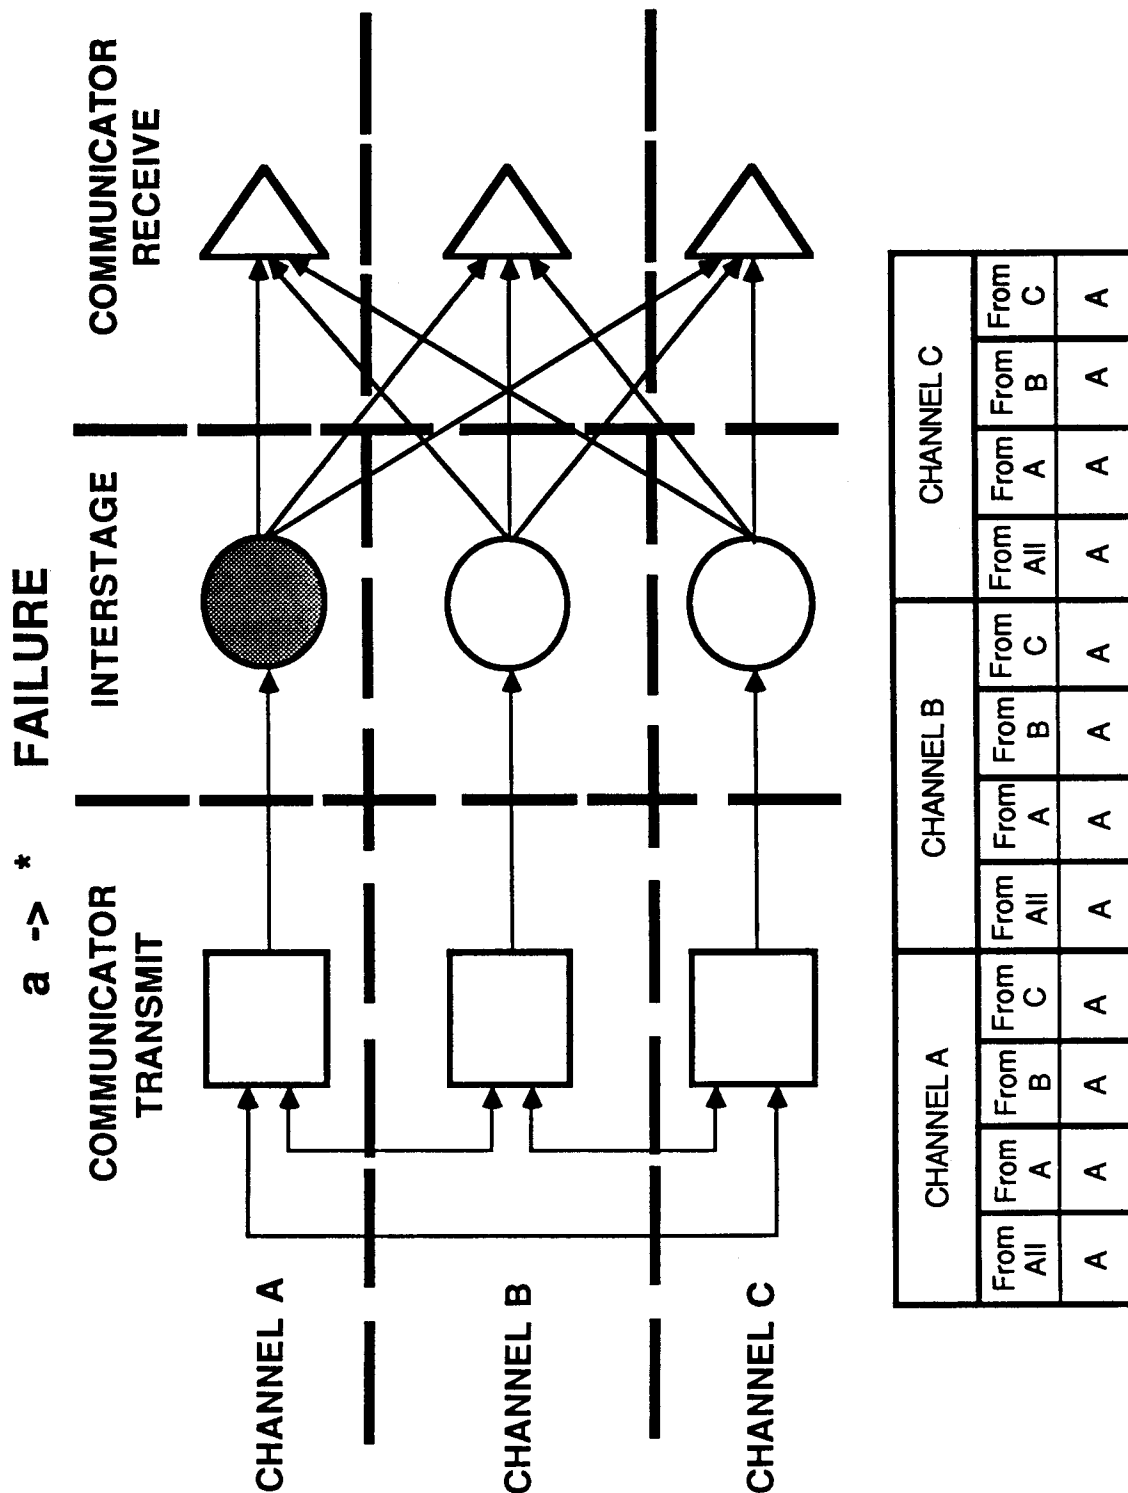 a -> * FAILURE
COMMUNICATOR
TRANSMIT
INTERSTAGE
COMMUNICATOR
RECEIVE
CHANNEL A
CHANNEL B
CHANNEL C
CHANNEL A CHANNEL B CHANNEL C
From All From A From B From C From All From A From B From C From All From A From B From C
A A A A A A A A A A A A